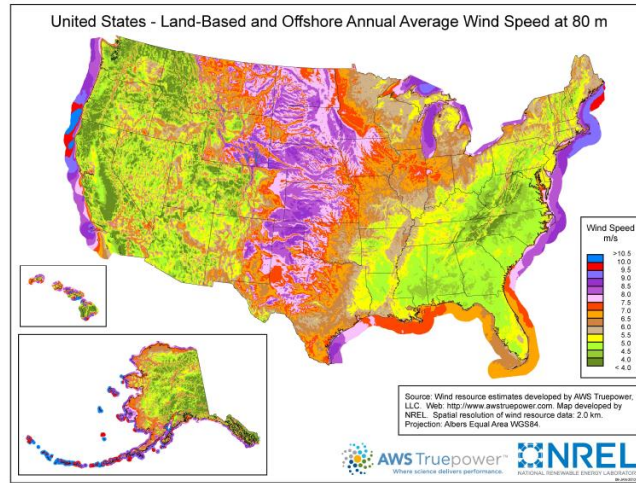 United States - Land-Based and Offshore Annual Average Wind Speed at 80 m
Wind Speed
m/s
>10.5
10.0
9.5
9.0
8.5
8.0
7.5
7.0
6.5
6.0
5.5
5.0
4.5
4.0
< 4.0
Source: Wind resource estimates developed by AWS Truepower,
LLC. Web: http://www.awstruepower.com. Map developed by
NREL. Spatial resolution of wind resource data: 2.0 km.
Projection: Albers Equal Area WGS84.
AWS Truepower™
Where science delivers performance.
NREL
NATIONAL RENEWABLE ENERGY LABORATORY